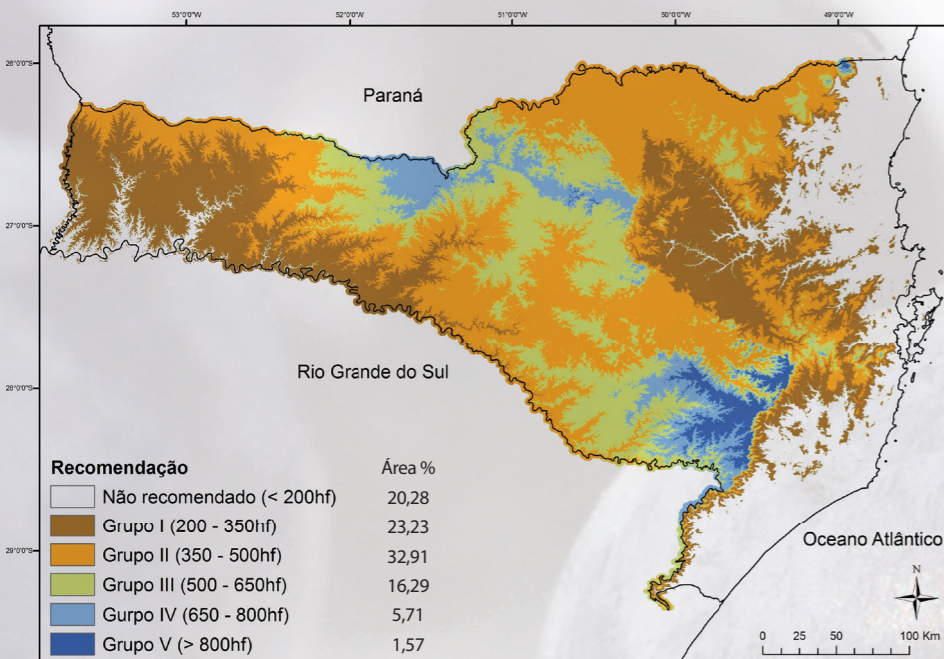 53°0'0"W 52°0'0"W 51°0'0"W 50°0'0"W 49°0'0"W
26°0'0"S
Paraná
27°0'0"S
28°0'0"S
Rio Grande do Sul
Recomendação Área %
Não recomendado (< 200hf) 20,28
Grupo I (200 - 350hf) 23,23
Grupo II (350 - 500hf) 32,91
Grupo III (500 - 650hf) 16,29
Gurpo IV (650 - 800hf) 5,71
Grupo V (> 800hf) 1,57
29°0'0"S
Oceano Atlântico
N
0 25 50 100 Km